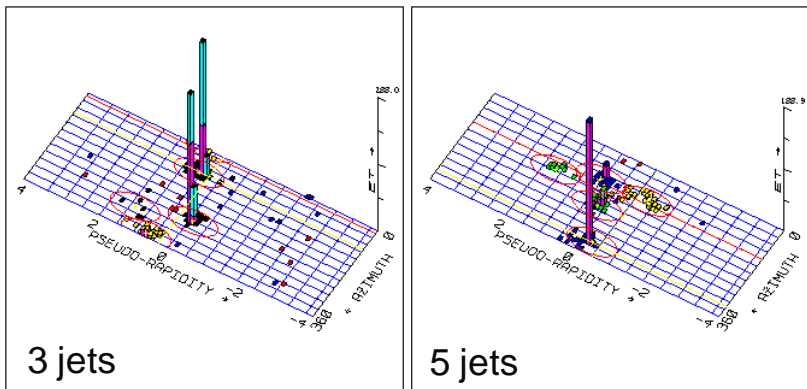 188.0
ET →
4
2
0
-2
-4
PSEUDO-RAPIDITY →
0
360
← AZIMUTH
3 jets
188.9
ET →
4
2
0
-2
-4
PSEUDO-RAPIDITY →
0
360
← AZIMUTH
5 jets